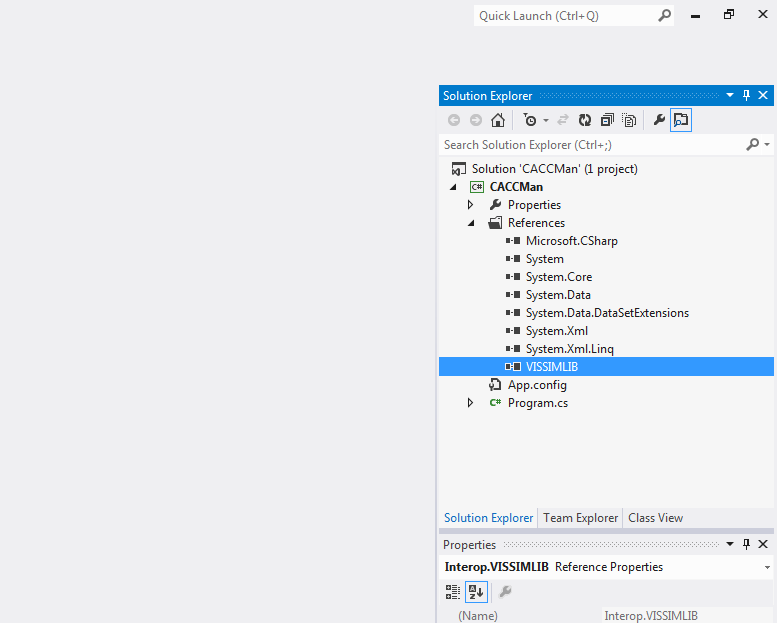 Quick Launch (Ctrl+Q)
Solution Explorer
Search Solution Explorer (Ctrl+;)
Solution 'CACCMan' (1 project)
C# CACCMan
Properties
References
Microsoft.CSharp
System
System.Core
System.Data
System.Data.DataSetExtensions
System.Xml
System.Xml.Linq
VISSIMLIB
App.config
C# Program.cs
Solution Explorer Team Explorer Class View
Properties
Interop.VISSIMLIB Reference Properties
(Name) Interop.VISSIMLIB